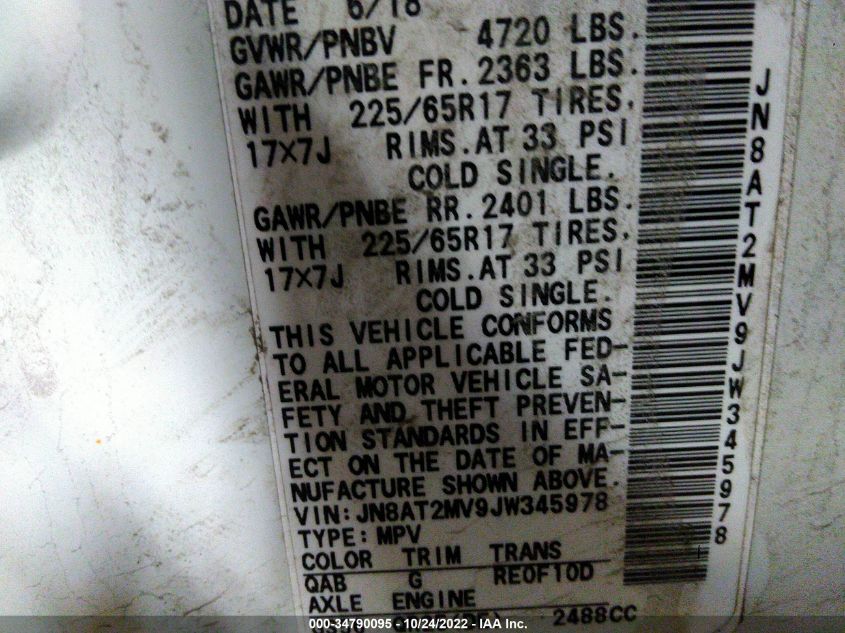 DATE 6/18
GVWR/PNBV 4720 LBS.
GAWR/PNBE FR. 2363 LBS.
WITH 225/65R17 TIRES.
17X7J RIMS.AT 33 PSI
COLD SINGLE.
GAWR/PNBE RR. 2401 LBS.
WITH 225/65R17 TIRES.
17X7J RIMS.AT 33 PSI
COLD SINGLE.
THIS VEHICLE CONFORMS
TO ALL APPLICABLE FED-
ERAL MOTOR VEHICLE SA-
FETY AND THEFT PREVEN-
TION STANDARDS IN EFF-
ECT ON THE DATE OF MA-
NUFACTURE SHOWN ABOVE.
VIN:JN8AT2MV9JW345978
TYPE:MPV
COLOR TRIM TRANS
QAB G RE0F10D
AXLE ENGINE
2488CC
JN8AT2MV9JW345978
000-34790095 - 10/24/2022 - IAA Inc.